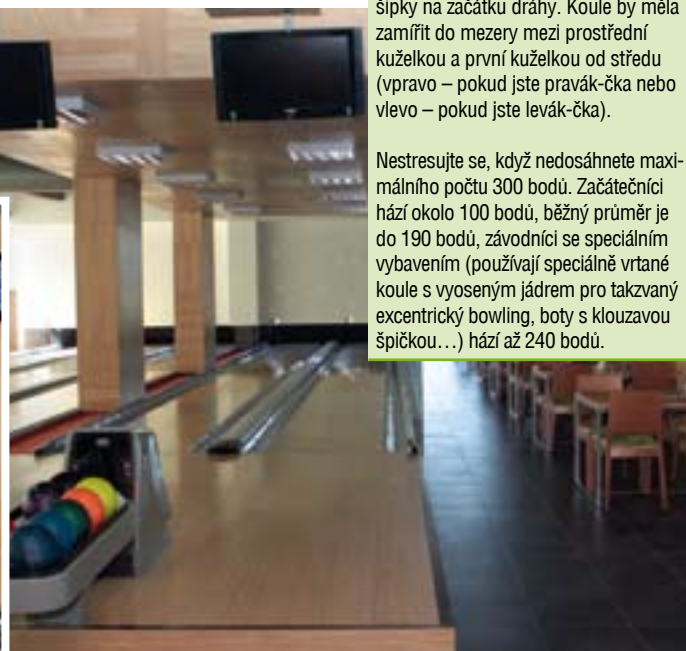 šipky na začátku dráhy. Koule by měla
zamířit do mezery mezi prostřední
kuželkou a první kuželkou od středu
(vpravo – pokud jste pravák-čka nebo
vlevo – pokud jste levák-čka).
Nestresujte se, když nedosáhnete maxi-
málního počtu 300 bodů. Začátečníci
hází okolo 100 bodů, běžný průměr je
do 190 bodů, závodníci se speciálním
vybavením (používají speciálně vrtané
koule s vyoseným jádrem pro takzvaný
excentrický bowling, boty s klouzavou
špičkou…) hází až 240 bodů.